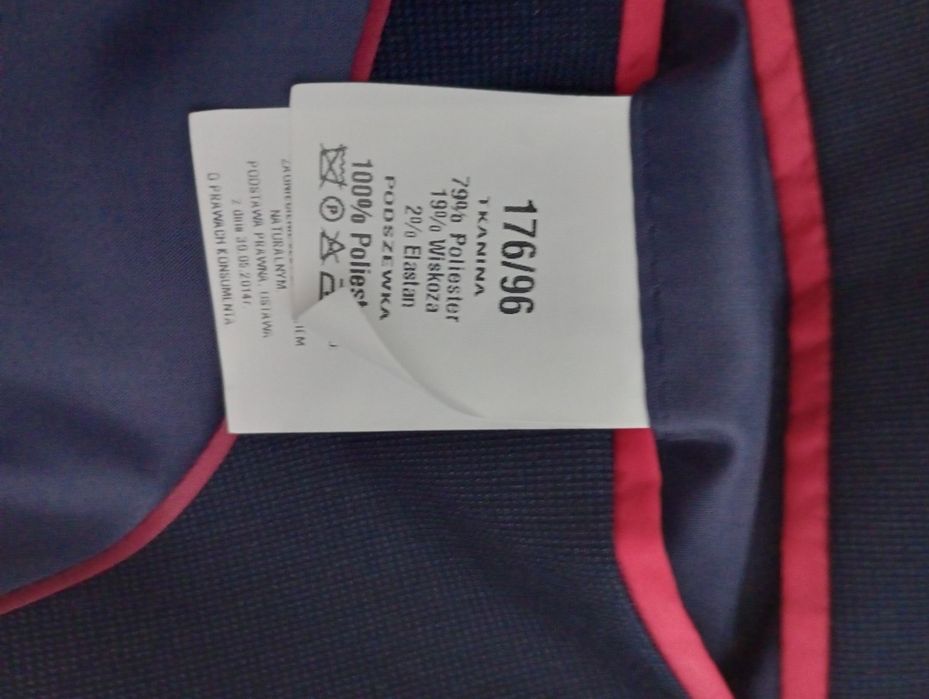 176/96
TKANINA
79% Poliester
19% Wiskoza
2% Elastan
PODSZEWKA
100% Poliest
P
NATURALNYM
PODSTAWA PRAWNA: USTAWA
z dnia 30.05.2014r.
O PRAWACH KONSUMENTA